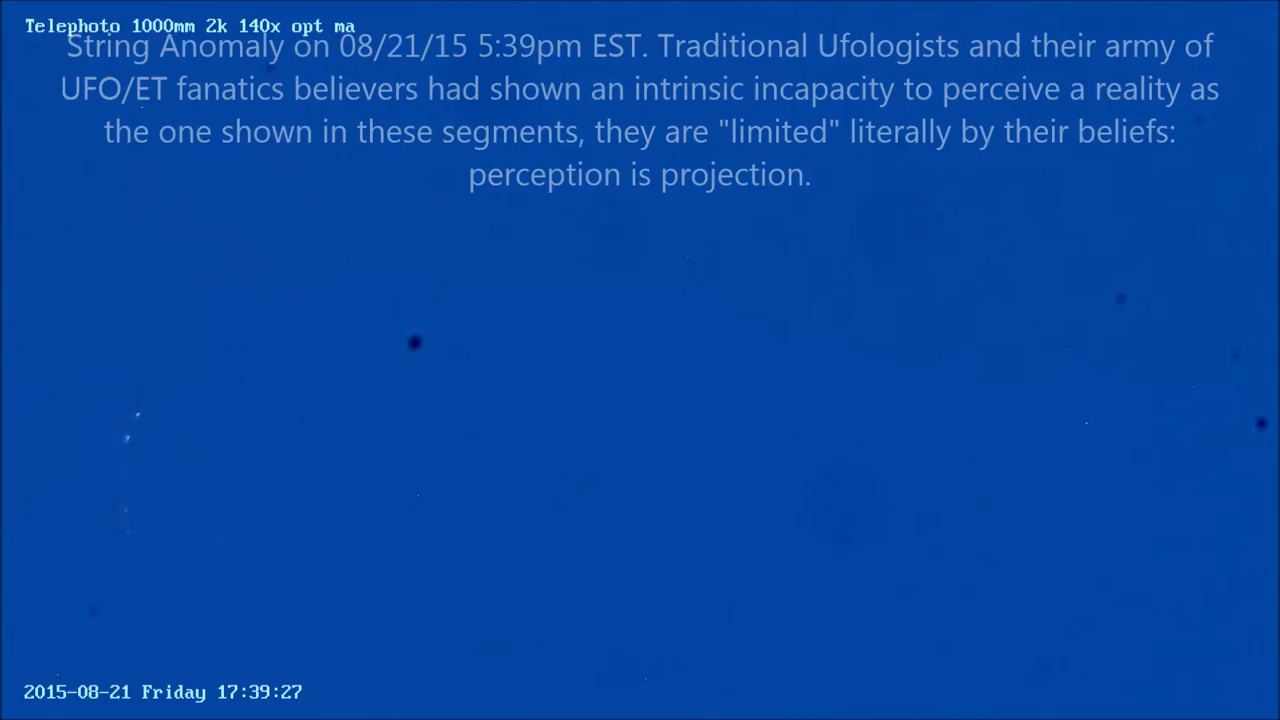 Telephoto 1000mm 2k 140x opt ma
String Anomaly on 08/21/15 5:39pm EST. Traditional Ufologists and their army of
UFO/ET fanatics believers had shown an intrinsic incapacity to perceive a reality as
the one shown in these segments, they are "limited" literally by their beliefs:
perception is projection.
2015-08-21 Friday 17:39:27